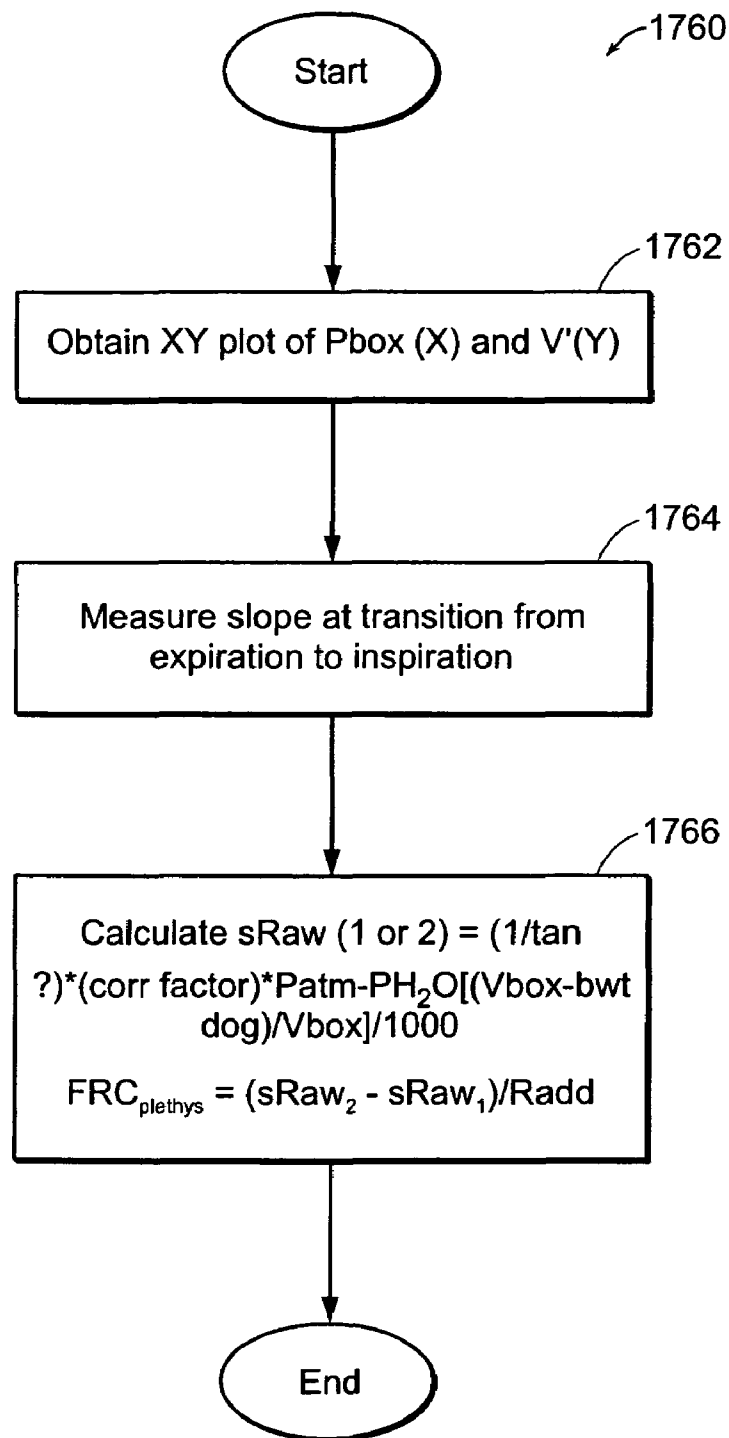 1760
Start
1762
Obtain XY plot of Pbox (X) and V'(Y)
1764
Measure slope at transition from
expiration to inspiration
1766
Calculate sRaw (1 or 2) = (1/tan
?)*(corr factor)*Patm-PH₂O[(Vbox-bwt
dog)/Vbox]/1000
FRCplethys = (sRaw₂ - sRaw₁)/Radd
End